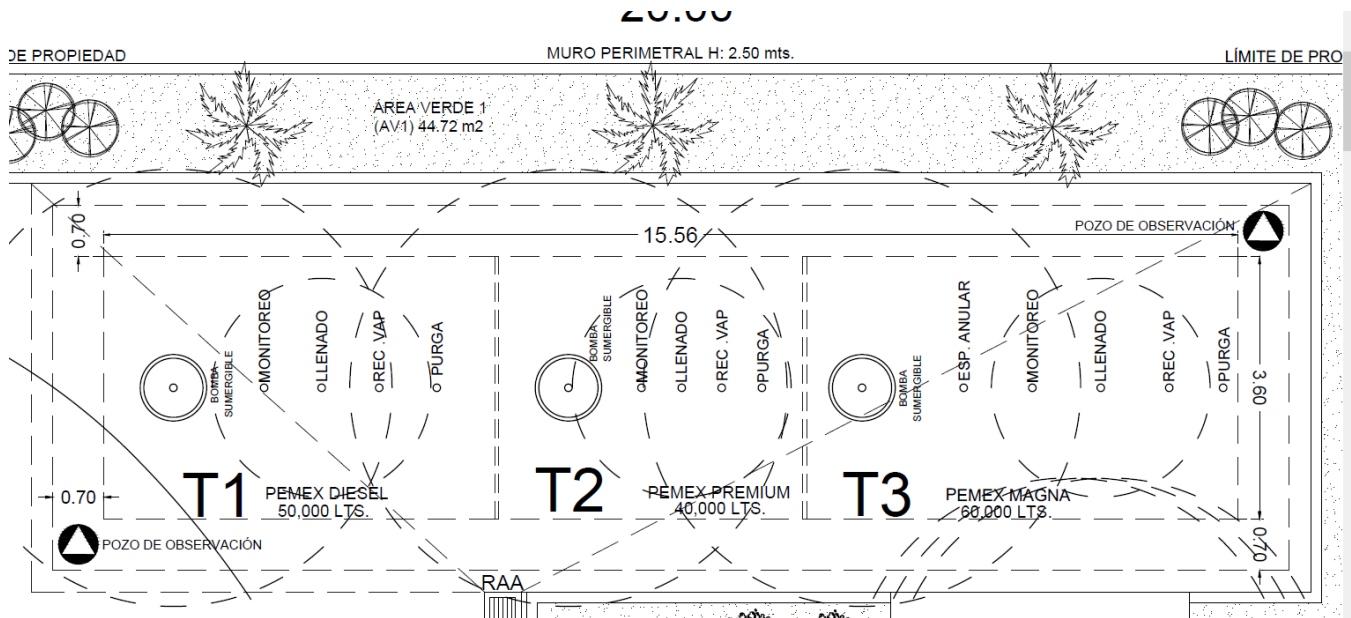 DE PROPIEDAD
MURO PERIMETRAL H: 2.50 mts.
LÍMITE DE PRO
ÁREA VERDE 1
(AV1) 44.72 m2
0.70
15.56
POZO DE OBSERVACIÓN
BOMBA
SUMERGIBLE
MONITOREO
LLENADO
REC .VAP
PURGA
BOMBA
SUMERGIBLE
MONITOREO
LLENADO
REC .VAP
PURGA
BOMBA
SUMERGIBLE
ESP. ANULAR
MONITOREO
LLENADO
REC .VAP
PURGA
3.60
0.70
T1
PEMEX DIESEL
50,000 LTS.
T2
PEMEX PREMIUM
40,000 LTS.
T3
PEMEX MAGNA
60,000 LTS.
0.70
POZO DE OBSERVACIÓN
RAA